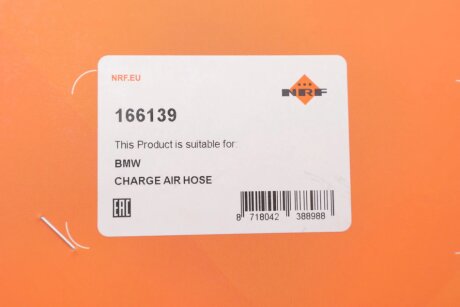 NRF.EU
NRF
166139
This Product is suitable for
BMW
CHARGE AIR HOSE
EAC
8 718042 388988